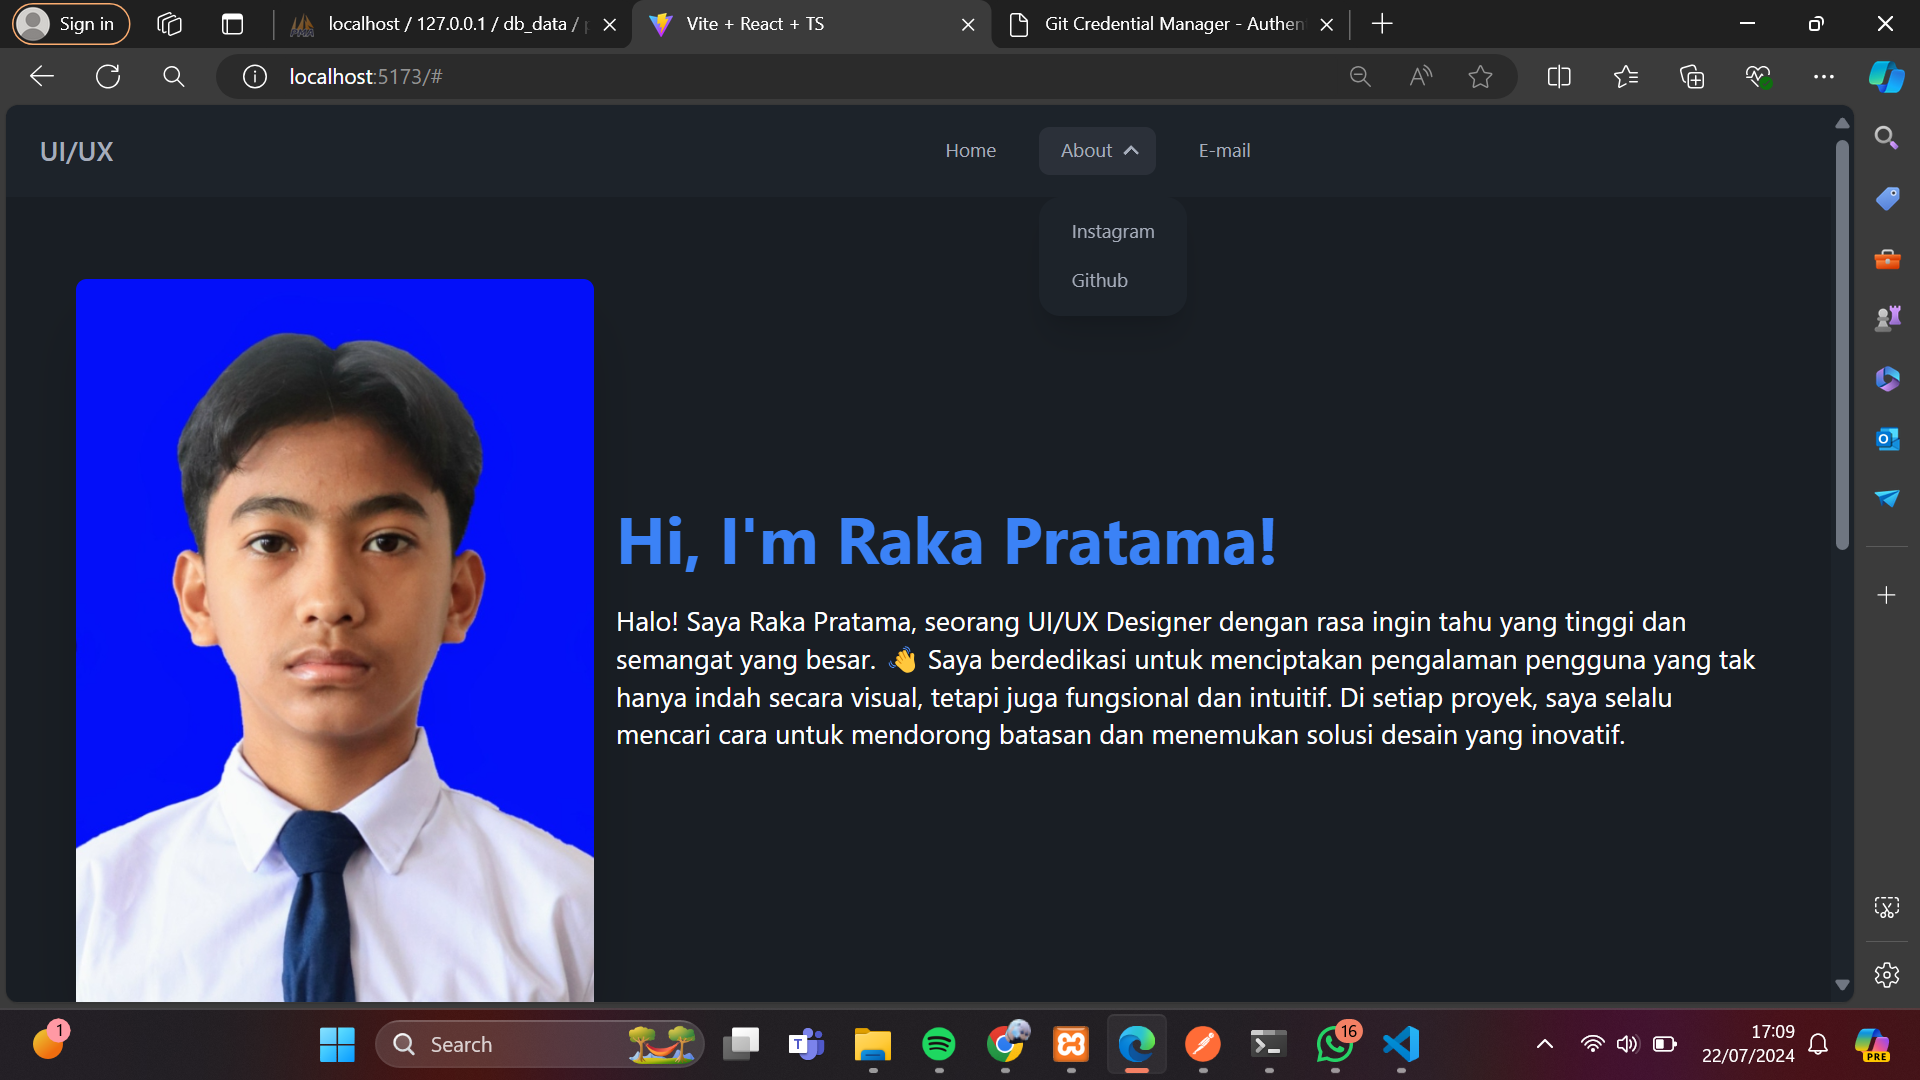 Sign in
localhost / 127.0.0.1 / db_data /
Vite + React + TS
Git Credential Manager - Authen
localhost:5173/#
UI/UX
Home
About
E-mail
Instagram
Github
Hi, I'm Raka Pratama!
Halo! Saya Raka Pratama, seorang UI/UX Designer dengan rasa ingin tahu yang tinggi dan
semangat yang besar. 👋 Saya berdedikasi untuk menciptakan pengalaman pengguna yang tak
hanya indah secara visual, tetapi juga fungsional dan intuitif. Di setiap proyek, saya selalu
mencari cara untuk mendorong batasan dan menemukan solusi desain yang inovatif.
1
Search
16
17:09
22/07/2024
PRE